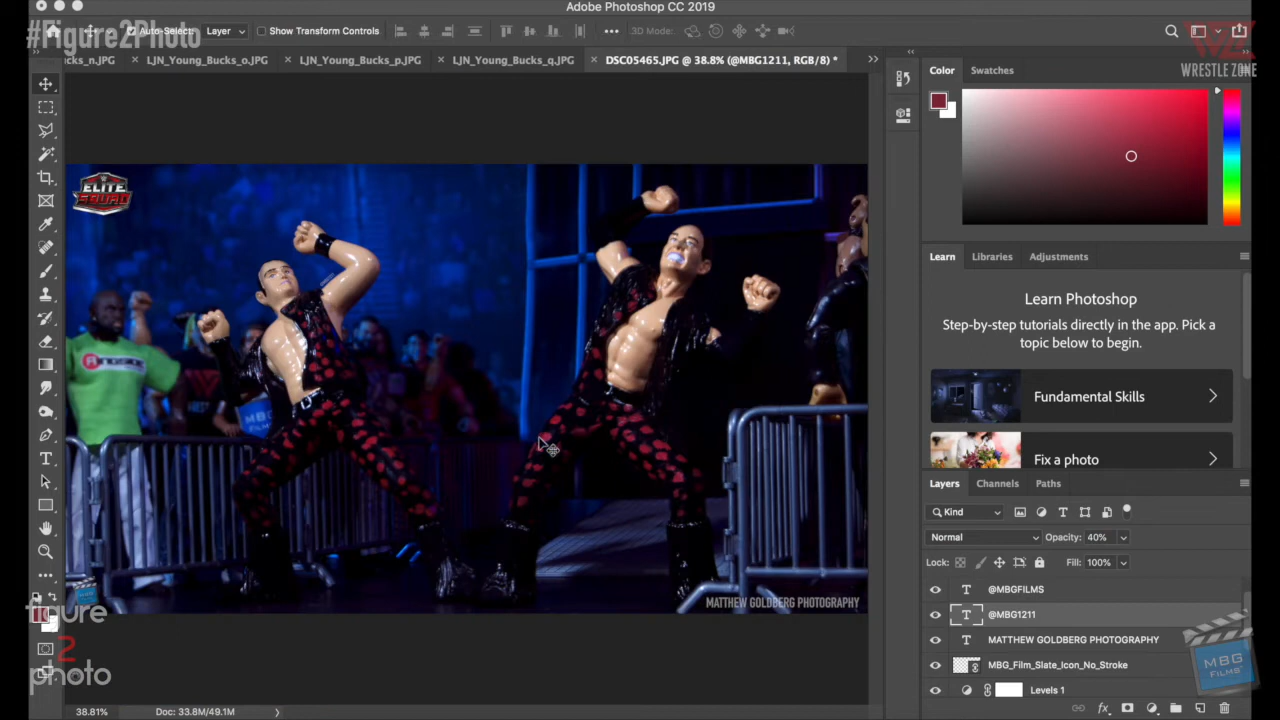 Adobe Photoshop CC 2019
#Figure2Photo
Auto-Select: Layer Show Transform Controls 3D Mode:
cks_n.JPG LJN_Young_Bucks_o.JPG LJN_Young_Bucks_p.JPG LJN_Young_Bucks_q.JPG DSC05465.JPG @ 38.8% (@MBG1211, RGB/8) *
WRESTLE ZONE
Color Swatches
ELITE
SQUAD
Learn Libraries Adjustments
Learn Photoshop
Step-by-step tutorials directly in the app. Pick a
topic below to begin.
Fundamental Skills
Fix a photo
MBG
FILMS
Layers Channels Paths
Kind
Normal Opacity: 40%
Lock: Fill: 100%
@MBGFILMS
@MBG1211
MATTHEW GOLDBERG PHOTOGRAPHY
MBG_Film_Slate_Icon_No_Stroke
Levels 1
MATTHEW GOLDBERG PHOTOGRAPHY
figure
2
photo
MBG
FILMS
38.81% Doc: 33.8M/49.1M